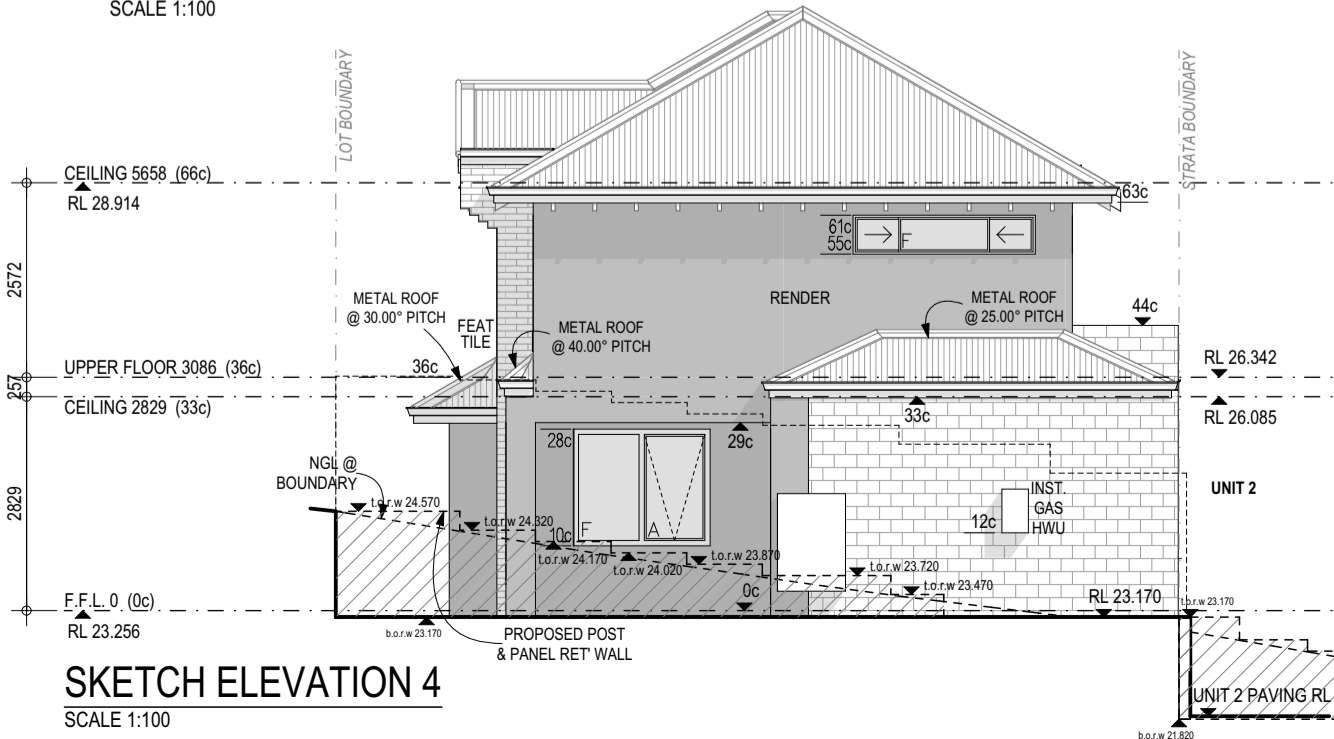 SCALE 1:100
LOT BOUNDARY
STRATA BOUNDARY
CEILING 5658 (66c)
RL 28.914
63c
61c
55c
F
2572
RENDER
METAL ROOF
@ 30.00° PITCH
FEAT
TILE
METAL ROOF
@ 40.00° PITCH
METAL ROOF
@ 25.00° PITCH
44c
UPPER FLOOR 3086 (36c)
36c
RL 26.342
257
CEILING 2829 (33c)
33c
RL 26.085
28c
29c
NGL @
BOUNDARY
2829
UNIT 2
INST.
GAS
HWU
12c
t.o.r.w 24.570
t.o.r.w 24.320
10c
F
A
t.o.r.w 24.170
t.o.r.w 24.020
t.o.r.w 23.870
t.o.r.w 23.720
t.o.r.w 23.470
0c
RL 23.170
t.o.r.w 23.170
F.F.L. 0 (0c)
RL 23.256
b.o.r.w 23.170
PROPOSED POST
& PANEL RET' WALL
SKETCH ELEVATION 4
SCALE 1:100
UNIT 2 PAVING RL
b.o.r.w 21.820